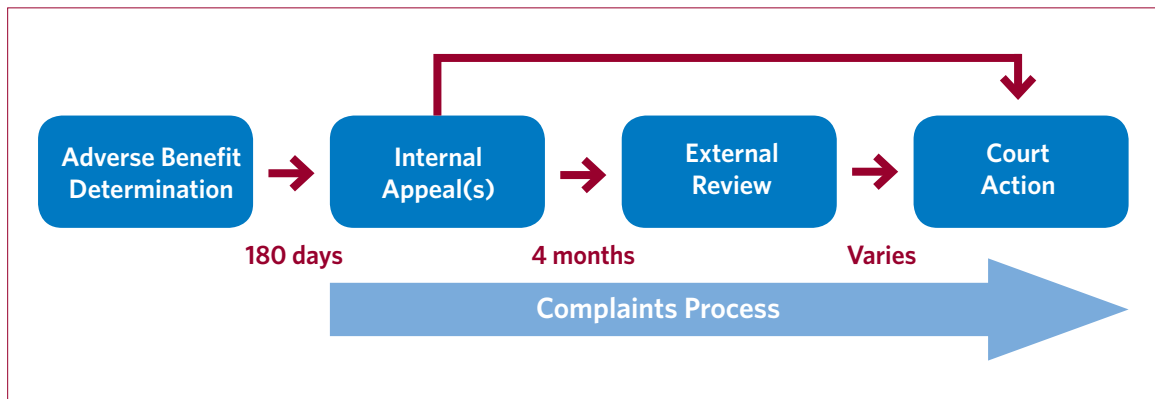 Adverse Benefit
Determination
Internal
Appeal(s)
External
Review
Court
Action
180 days
4 months
Varies
Complaints Process